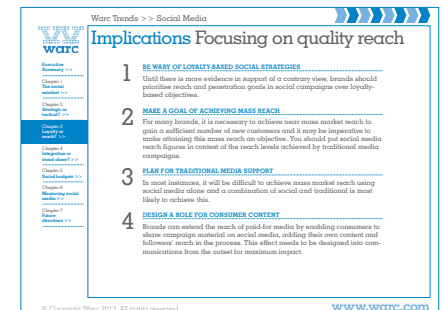 Warc Trends >> Social Media
warc
Implications Focusing on quality reach
Executive
Summary >>
Chapter 1
The social
mindset >>
Chapter 2
Strategic or
tactical? >>
Chapter 3
Loyalty or
reach? >>
Chapter 4
Integration or
stand alone? >>
Chapter 5
Social budgets >>
Chapter 6
Measuring social
media >>
Chapter 7
Future
directions >>
1 BE WARY OF LOYALTY-BASED SOCIAL STRATEGIES
Until there is more evidence in support of a contrary view, brands should
prioritise reach and penetration goals in social campaigns over loyalty-
based objectives.
2 MAKE A GOAL OF ACHIEVING MASS REACH
For many brands, it is necessary to achieve near mass market reach to
gain a sufficient number of new customers and it may be imperative to
make attaining this mass reach an objective. You should put social media
reach figures in context of the reach levels achieved by traditional media
campaigns.
3 PLAN FOR TRADITIONAL MEDIA SUPPORT
In most instances, it will be difficult to achieve mass market reach using
social media alone and a combination of social and traditional is most
likely to achieve this.
4 DESIGN A ROLE FOR CONSUMER CONTENT
Brands can extend the reach of paid-for media by enabling consumers to
share campaign material on social media, adding their own content and
followers' reach in the process. This effect needs to be designed into com-
munications from the outset for maximum impact.
© Copyright Warc 2012. All rights reserved.
www.warc.com